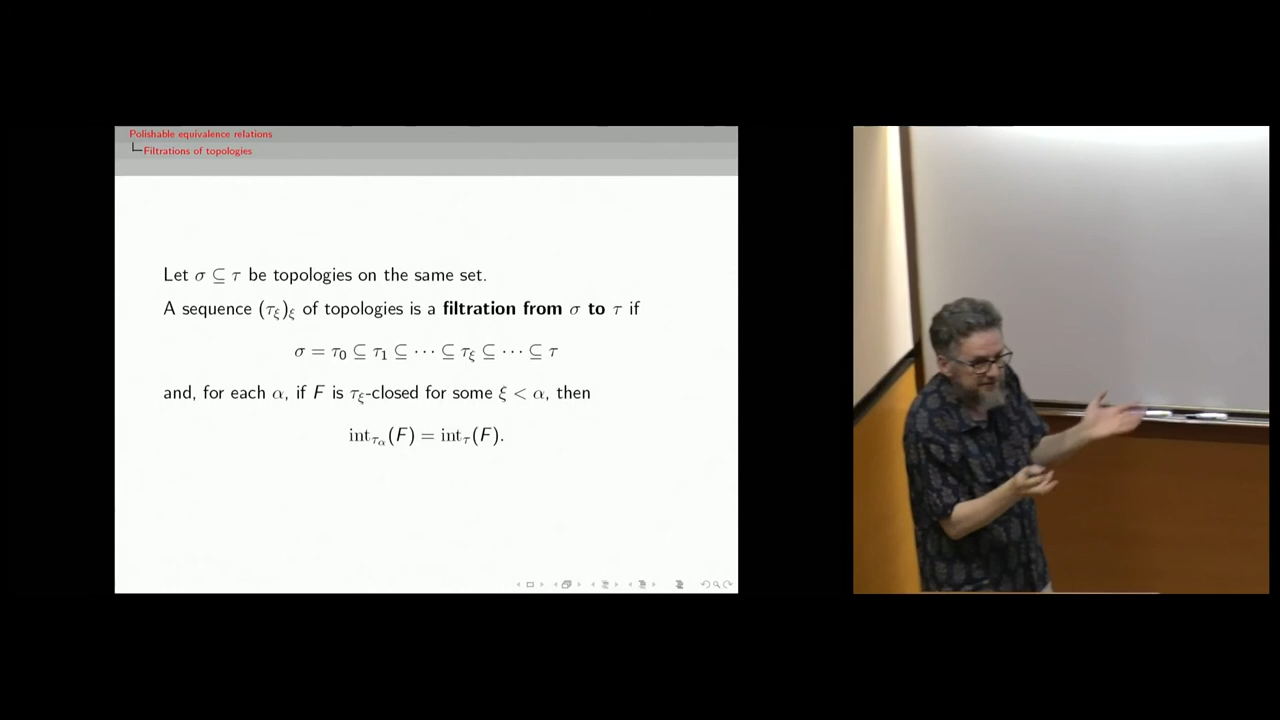 Polishable equivalence relations
Filtrations of topologies
Let σ ⊆ τ be topologies on the same set.
A sequence (τ_ξ)_ξ of topologies is a filtration from σ to τ if
σ = τ_0 ⊆ τ_1 ⊆ ⋯ ⊆ τ_ξ ⊆ ⋯ ⊆ τ
and, for each α, if F is τ_ξ-closed for some ξ < α, then
int_{τ_α}(F) = int_τ(F).